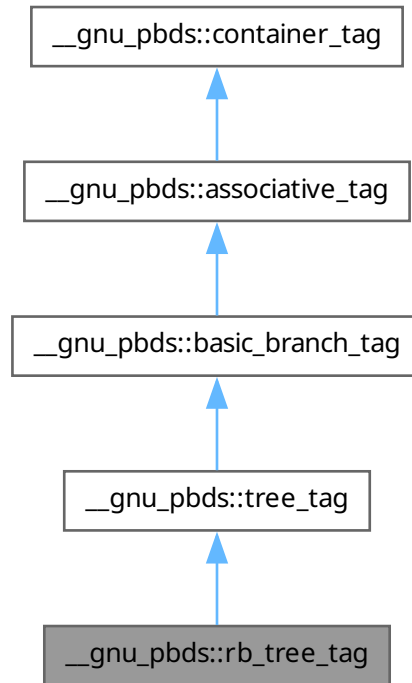 __gnu_pbds::container_tag
__gnu_pbds::associative_tag
__gnu_pbds::basic_branch_tag
__gnu_pbds::tree_tag
__gnu_pbds::rb_tree_tag